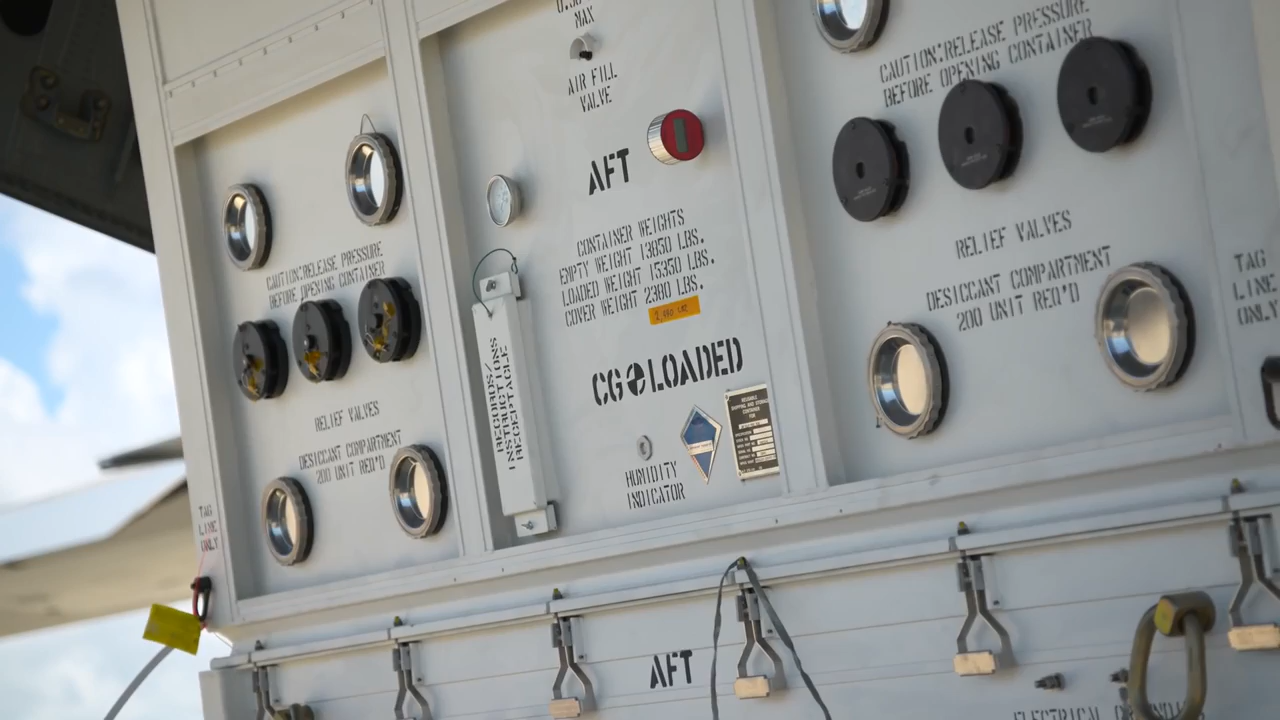 MAX
AIR FILL
VALVE
AFT
CONTAINER WEIGHTS
EMPTY WEIGHT 13050 LBS.
LOADED WEIGHT 15350 LBS.
COVER WEIGHT 2380 LBS.
CG LOADED
HUMIDITY
INDICATOR
RECORDS/
INSTRUCTIONS
RECEPTACLE
CAUTION:RELEASE PRESSURE
BEFORE OPENING CONTAINER
RELIEF VALVES
DESICCANT COMPARTMENT
200 UNIT REQ'D
TAG
LINE
ONLY
CAUTION:RELEASE PRESSURE
BEFORE OPENING CONTAINER
RELIEF VALVES
DESICCANT COMPARTMENT
200 UNIT REQ'D
TAG
LINE
ONLY
AFT
ELECTRICAL